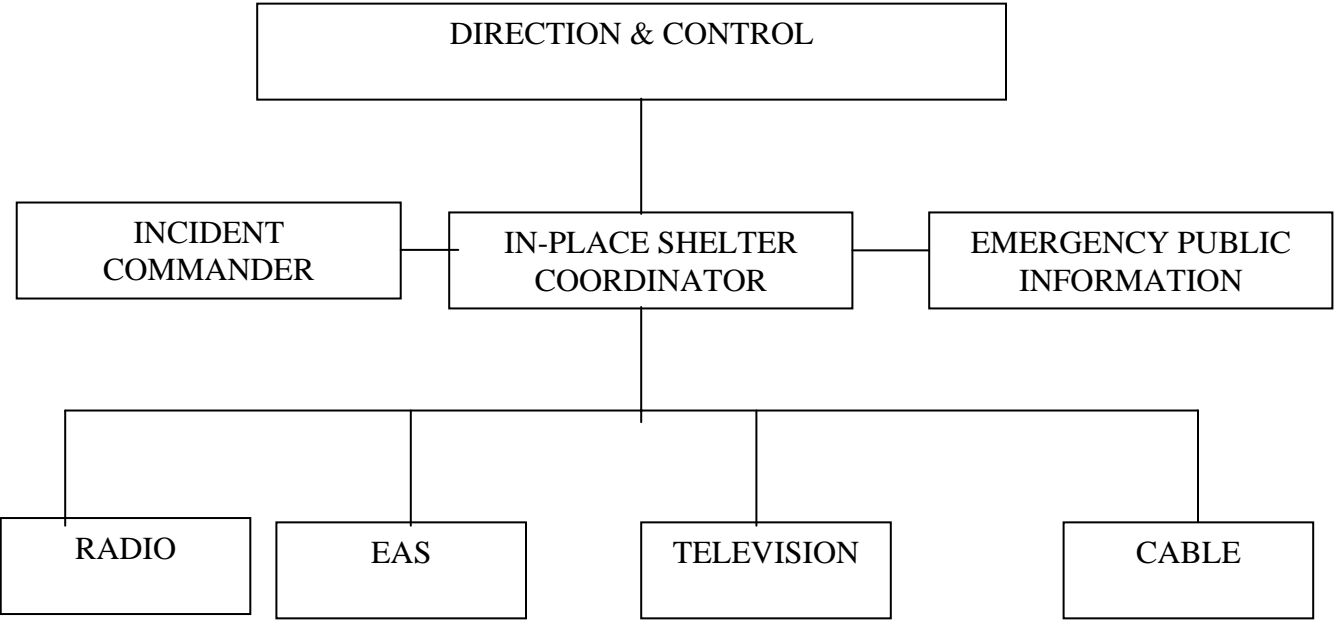 DIRECTION & CONTROL
INCIDENT
COMMANDER
IN-PLACE SHELTER
COORDINATOR
EMERGENCY PUBLIC
INFORMATION
RADIO
EAS
TELEVISION
CABLE